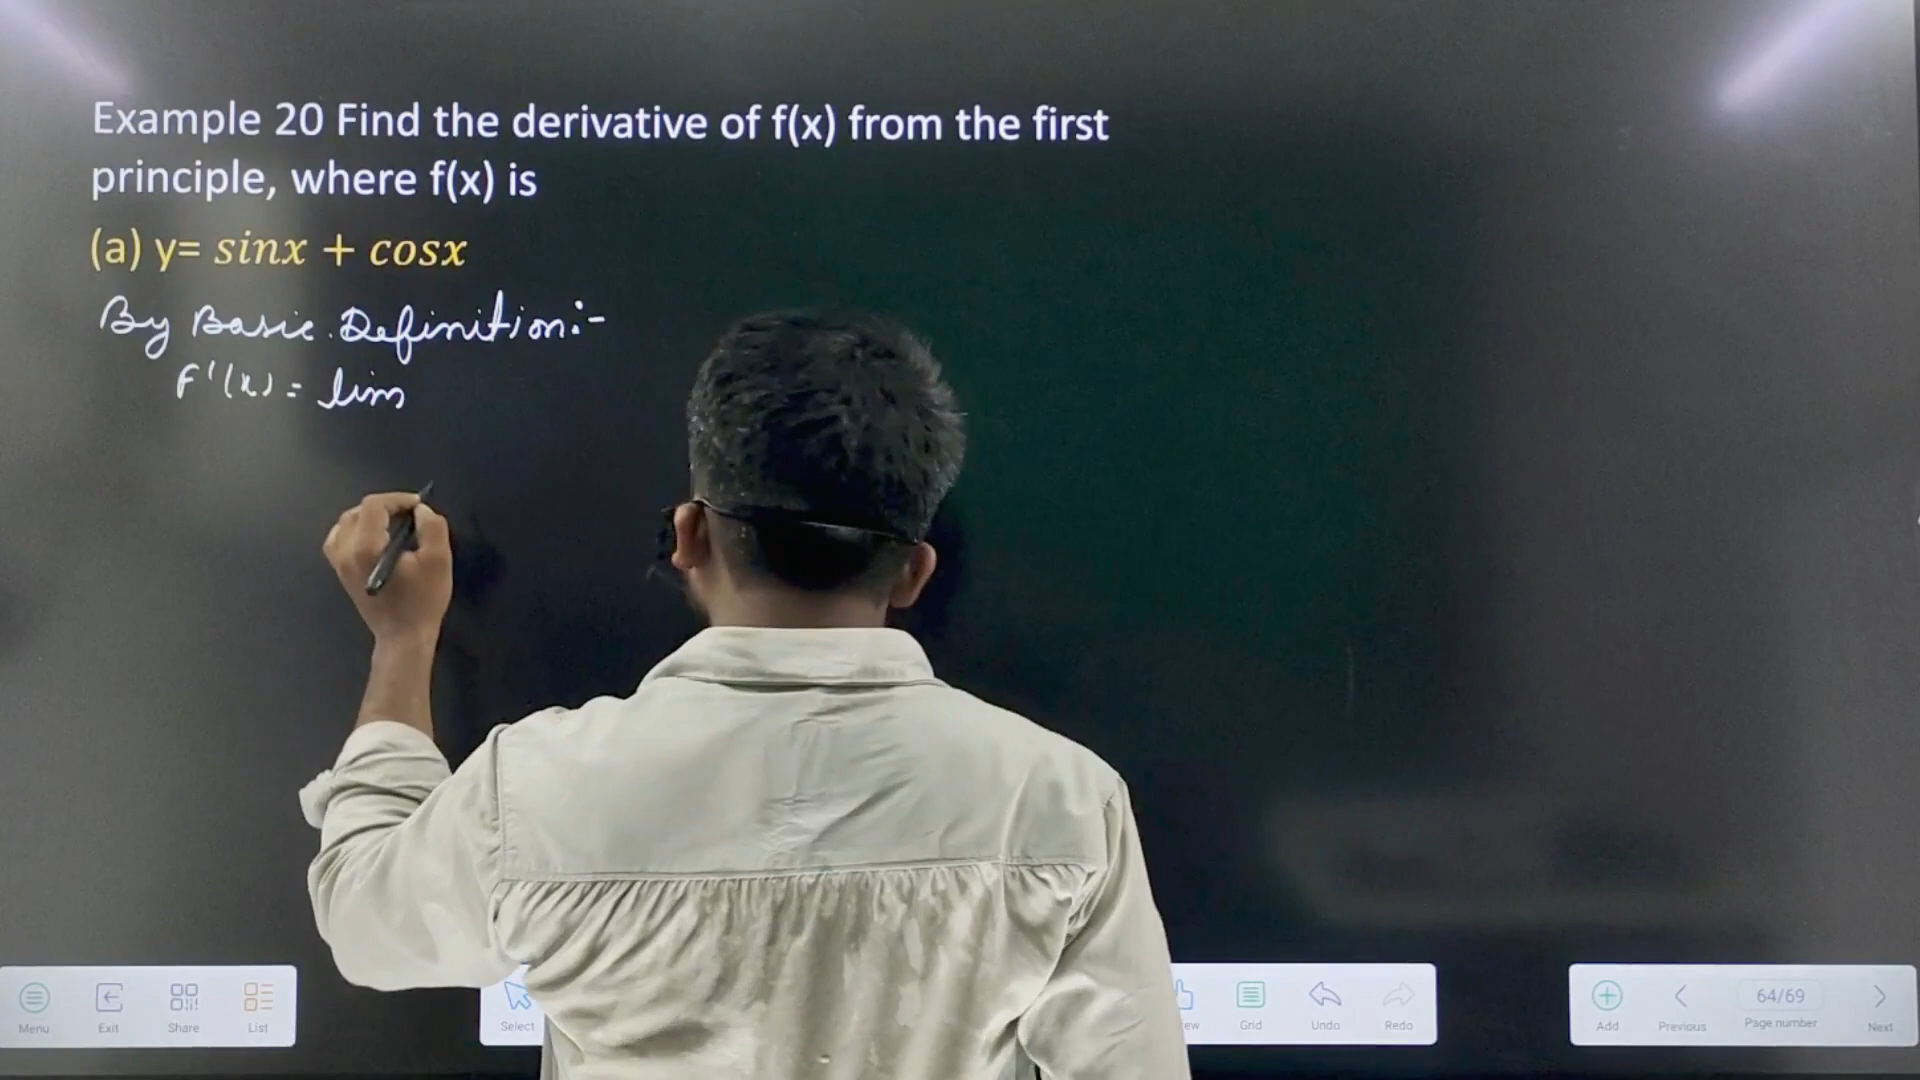 Example 20 Find the derivative of f(x) from the first
principle, where f(x) is
(a) y= sinx + cosx
By Basic Definition:-
F'(x) = lim
Menu
Exit
Share
List
Select
ew
Grid
Undo
Redo
Add
Previous
64/69
Page number
Next